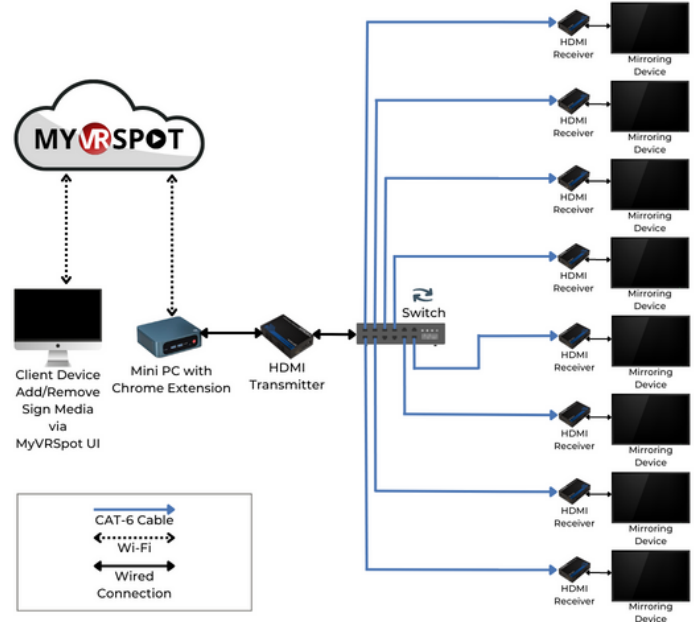 MYVRSPOT
Client Device
Add/Remove
Sign Media
via
MyVRSpot UI
Mini PC with
Chrome Extension
HDMI
Transmitter
Switch
HDMI
Receiver
Mirroring
Device
HDMI
Receiver
Mirroring
Device
HDMI
Receiver
Mirroring
Device
HDMI
Receiver
Mirroring
Device
HDMI
Receiver
Mirroring
Device
HDMI
Receiver
Mirroring
Device
HDMI
Receiver
Mirroring
Device
HDMI
Receiver
Mirroring
Device
CAT-6 Cable
Wi-Fi
Wired
Connection